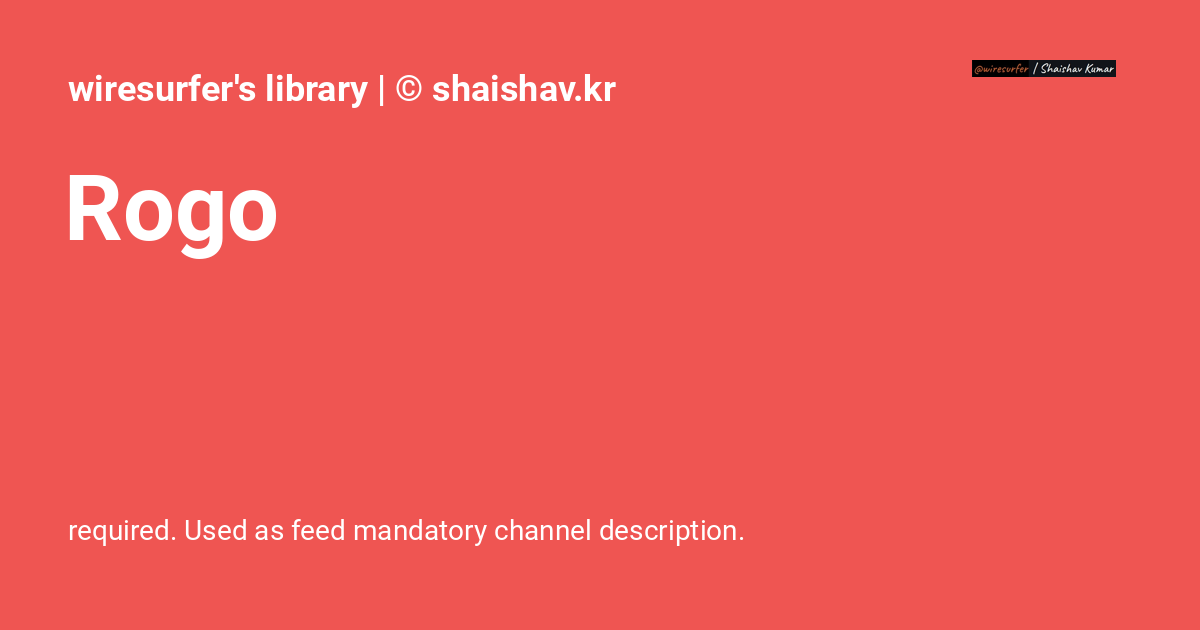 wiresurfer's library | © shaishav.kr
@wiresurfer | Shaishav Kumar
Rogo
required. Used as feed mandatory channel description.